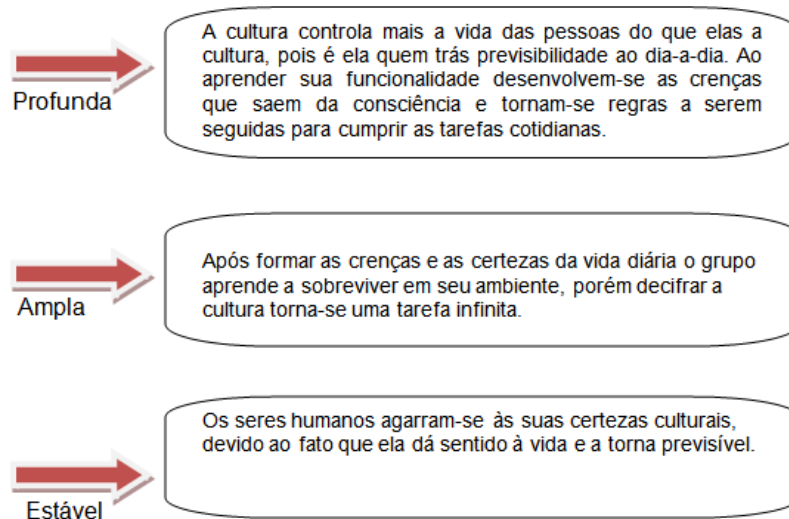 A cultura controla mais a vida das pessoas do que elas a
cultura, pois é ela quem trás previsibilidade ao dia-a-dia. Ao
aprender sua funcionalidade desenvolvem-se as crenças
que saem da consciência e tornam-se regras a serem
seguidas para cumprir as tarefas cotidianas.
Profunda
Após formar as crenças e as certezas da vida diária o grupo
aprende a sobreviver em seu ambiente, porém decifrar a
cultura torna-se uma tarefa infinita.
Ampla
Os seres humanos agarram-se às suas certezas culturais,
devido ao fato que ela dá sentido à vida e a torna previsível.
Estável